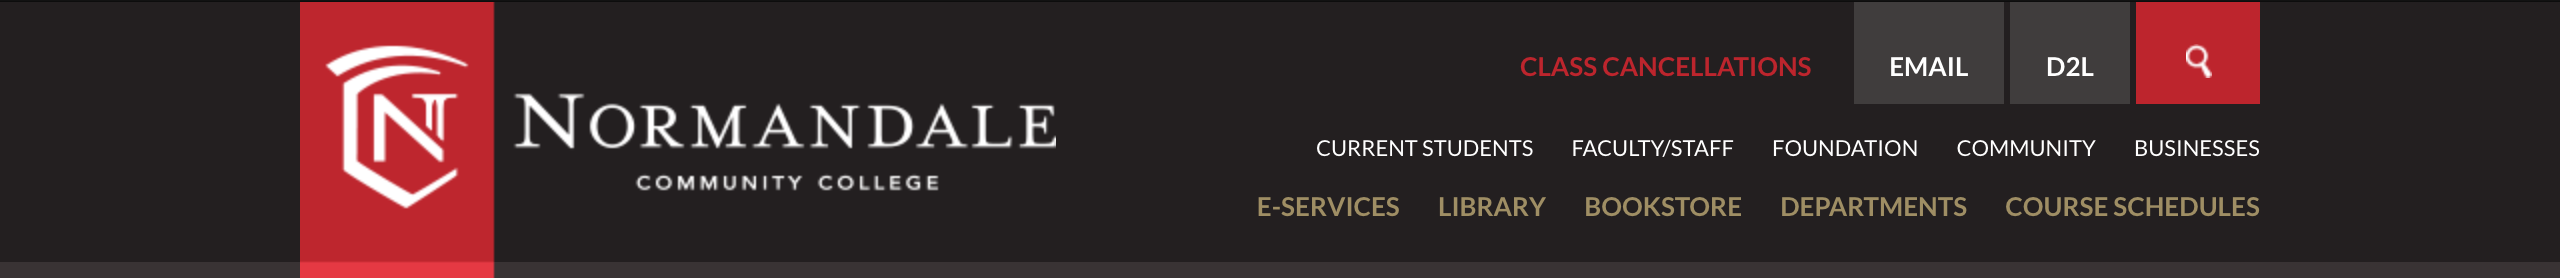 N
NORMANDALE
COMMUNITY COLLEGE
CLASS CANCELLATIONS EMAIL D2L
CURRENT STUDENTS FACULTY/STAFF FOUNDATION COMMUNITY BUSINESSES
E-SERVICES LIBRARY BOOKSTORE DEPARTMENTS COURSE SCHEDULES